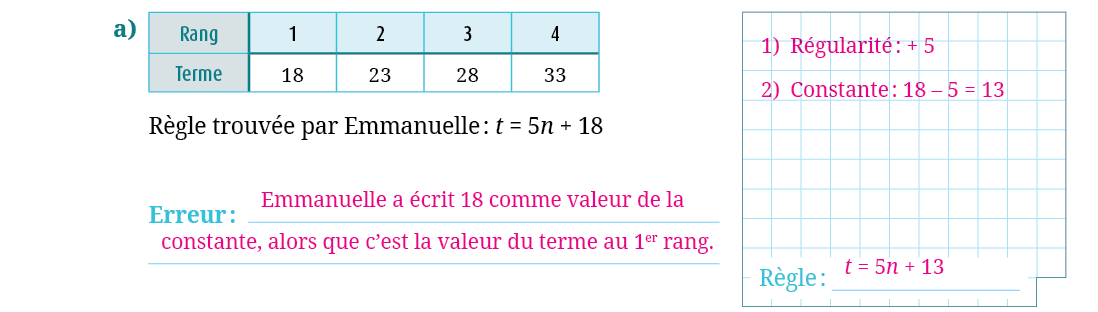 a)
Rang 1 2 3 4
Terme 18 23 28 33
Règle trouvée par Emmanuelle : t = 5n + 18
Erreur : Emmanuelle a écrit 18 comme valeur de la
constante, alors que c’est la valeur du terme au 1er rang.
1) Régularité : + 5
2) Constante : 18 – 5 = 13
Règle : t = 5n + 13